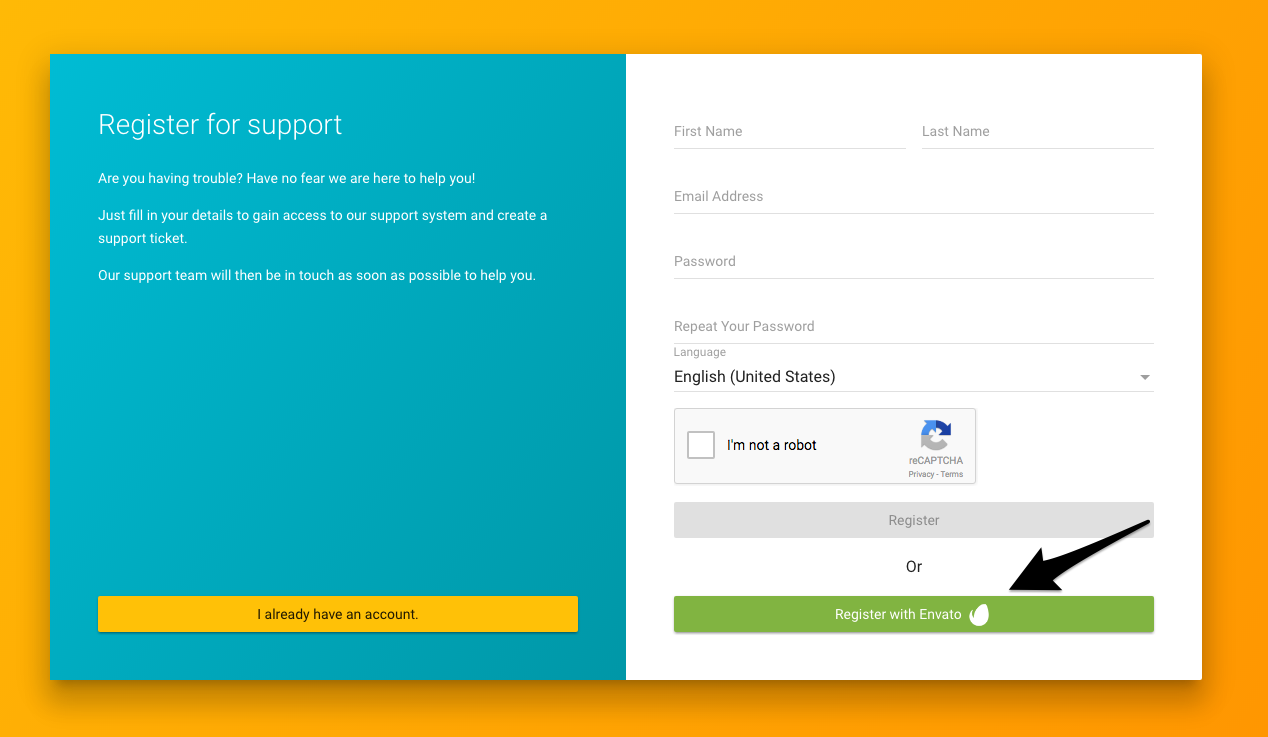 Register for support
Are you having trouble? Have no fear we are here to help you!
Just fill in your details to gain access to our support system and create a
support ticket.
Our support team will then be in touch as soon as possible to help you.
I already have an account.
First Name
Last Name
Email Address
Password
Repeat Your Password
Language
English (United States)
I'm not a robot
reCAPTCHA
Privacy - Terms
Register
Or
Register with Envato